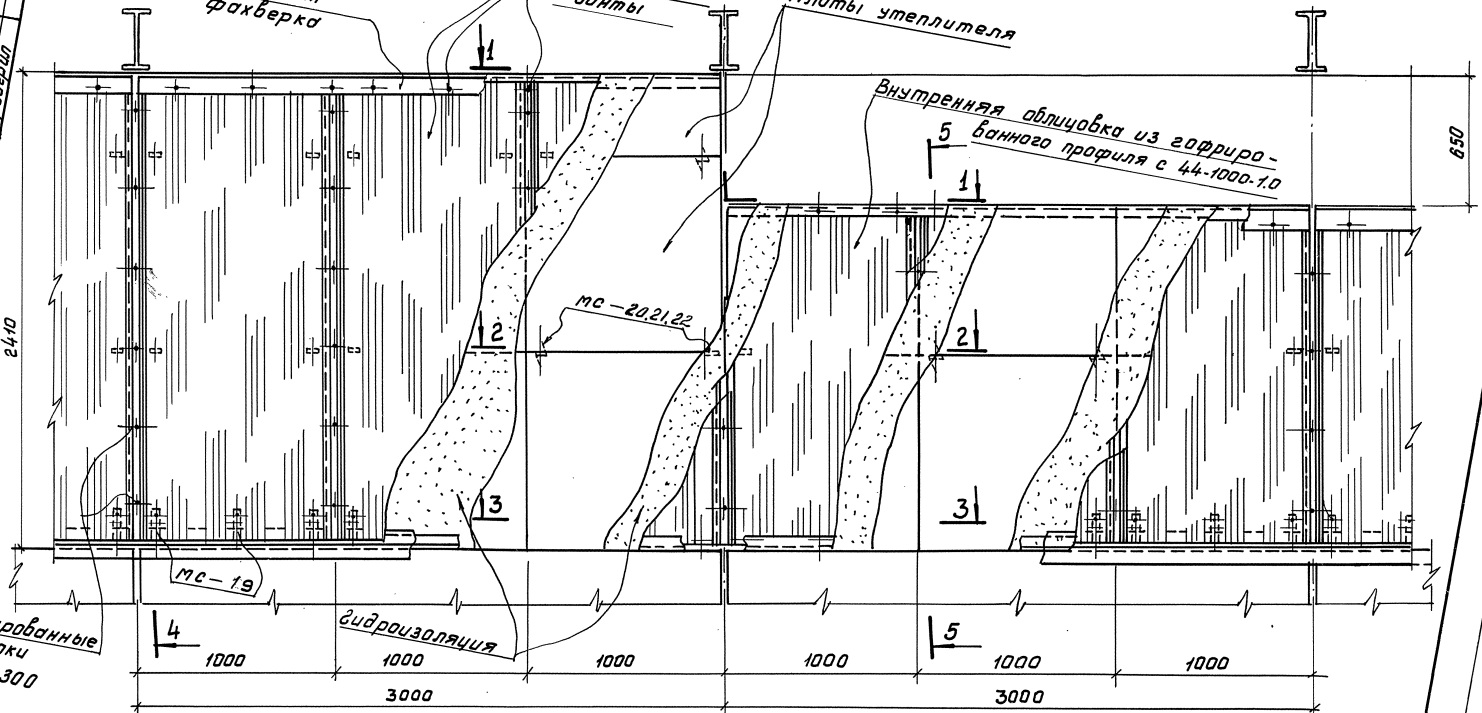 фахверка
винты
плиты утеплителя
1
650
Внутренняя облицовка из гофриро-
ванного профиля с 44-1000-1.0
5
1
2410
мс-20,21,22
2
2
3
3
мс-19
4
гидроизоляция
5
1000
1000
1000
1000
1000
1000
300
3000
3000